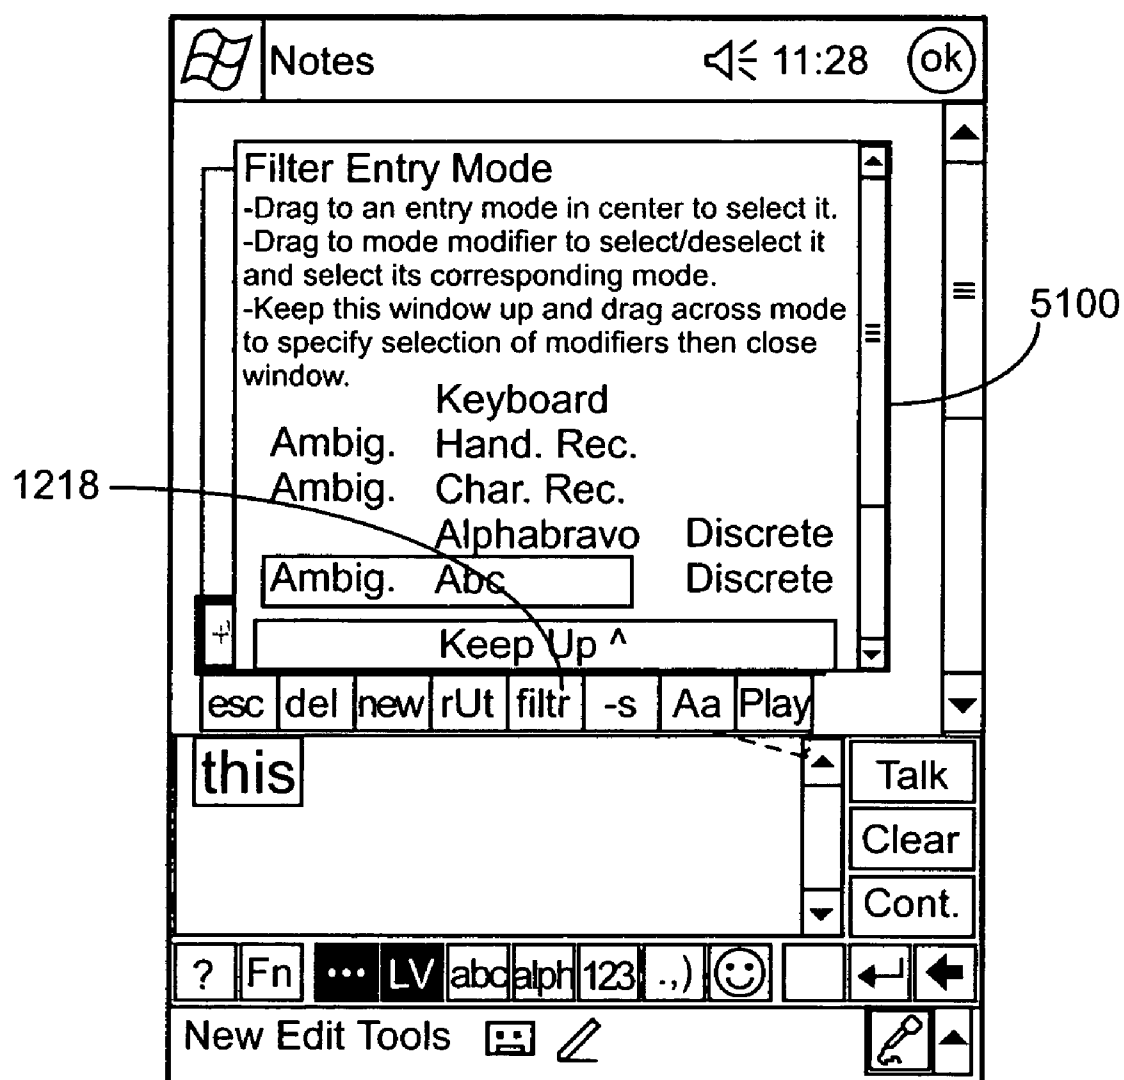 Notes 11:28 ok
Filter Entry Mode
-Drag to an entry mode in center to select it.
-Drag to mode modifier to select/deselect it
and select its corresponding mode.
-Keep this window up and drag across mode
to specify selection of modifiers then close
window.
5100
Keyboard
Ambig. Hand. Rec.
1218
Ambig. Char. Rec.
Alphabravo Discrete
Ambig. Abc Discrete
Keep Up ^
esc del new rUt filtr -s Aa Play
this
Talk
Clear
Cont.
? Fn ... LV abc alph 123 .,)
New Edit Tools